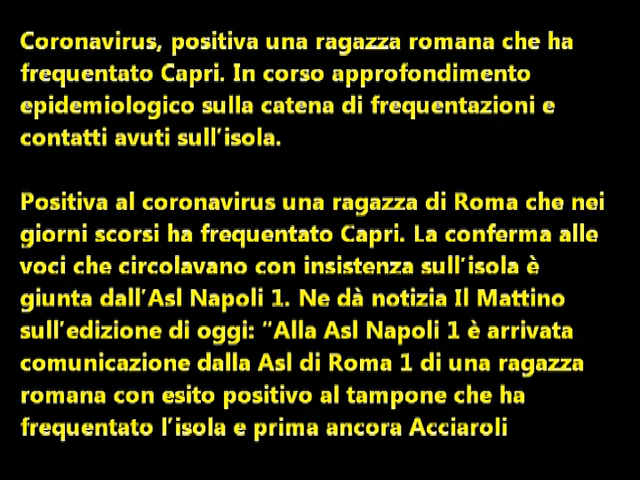 Coronavirus, positiva una ragazza romana che ha
frequentato Capri. In corso approfondimento
epidemiologico sulla catena di frequentazioni e
contatti avuti sull'isola.
Positiva al coronavirus una ragazza di Roma che nei
giorni scorsi ha frequentato Capri. La conferma alle
voci che circolavano con insistenza sull'isola è
giunta dall'Asl Napoli 1. Ne dà notizia Il Mattino
sull'edizione di oggi: "Alla Asl Napoli 1 è arrivata
comunicazione dalla Asl di Roma 1 di una ragazza
romana con esito positivo al tampone che ha
frequentato l'isola e prima ancora Acciaroli